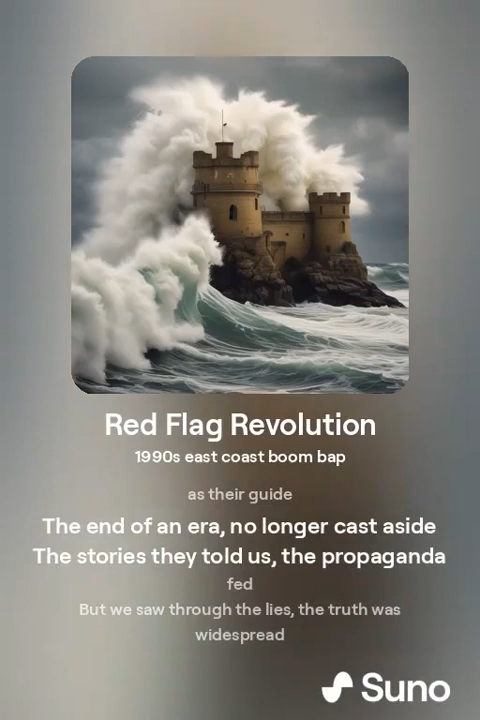 Red Flag Revolution
1990s east coast boom bap
as their guide
The end of an era, no longer cast aside
The stories they told us, the propaganda
fed
But we saw through the lies, the truth was
widespread
Suno